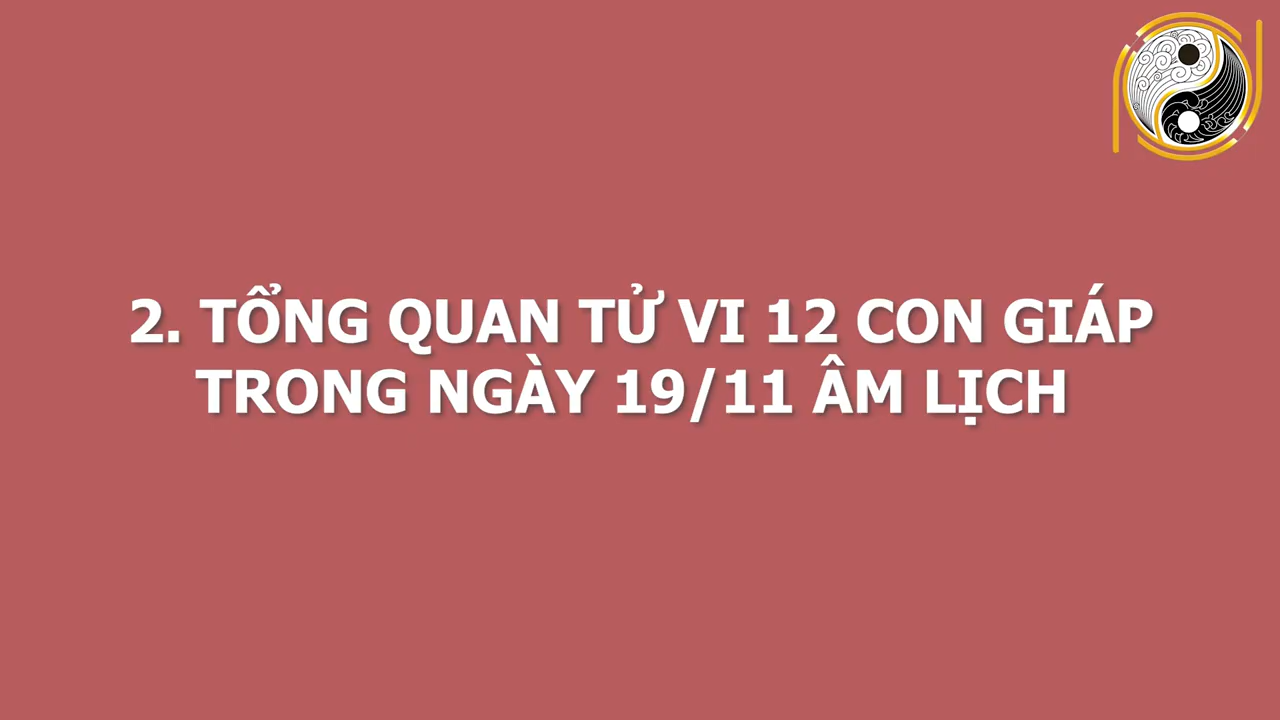 2. TỔNG QUAN TỬ VI 12 CON GIÁP
TRONG NGÀY 19/11 ÂM LỊCH